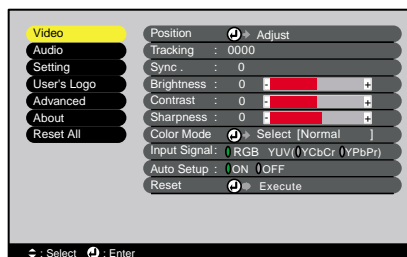 Video
Audio
Setting
User's Logo
Advanced
About
Reset All
Position Adjust
Tracking : 0000
Sync . : 0
Brightness : 0 - +
Contrast : 0 - +
Sharpness : 0 - +
Color Mode Select [Normal ]
Input Signal : RGB YUV( YCbCr YPbPr)
Auto Setup : ON OFF
Reset Execute
: Select : Enter